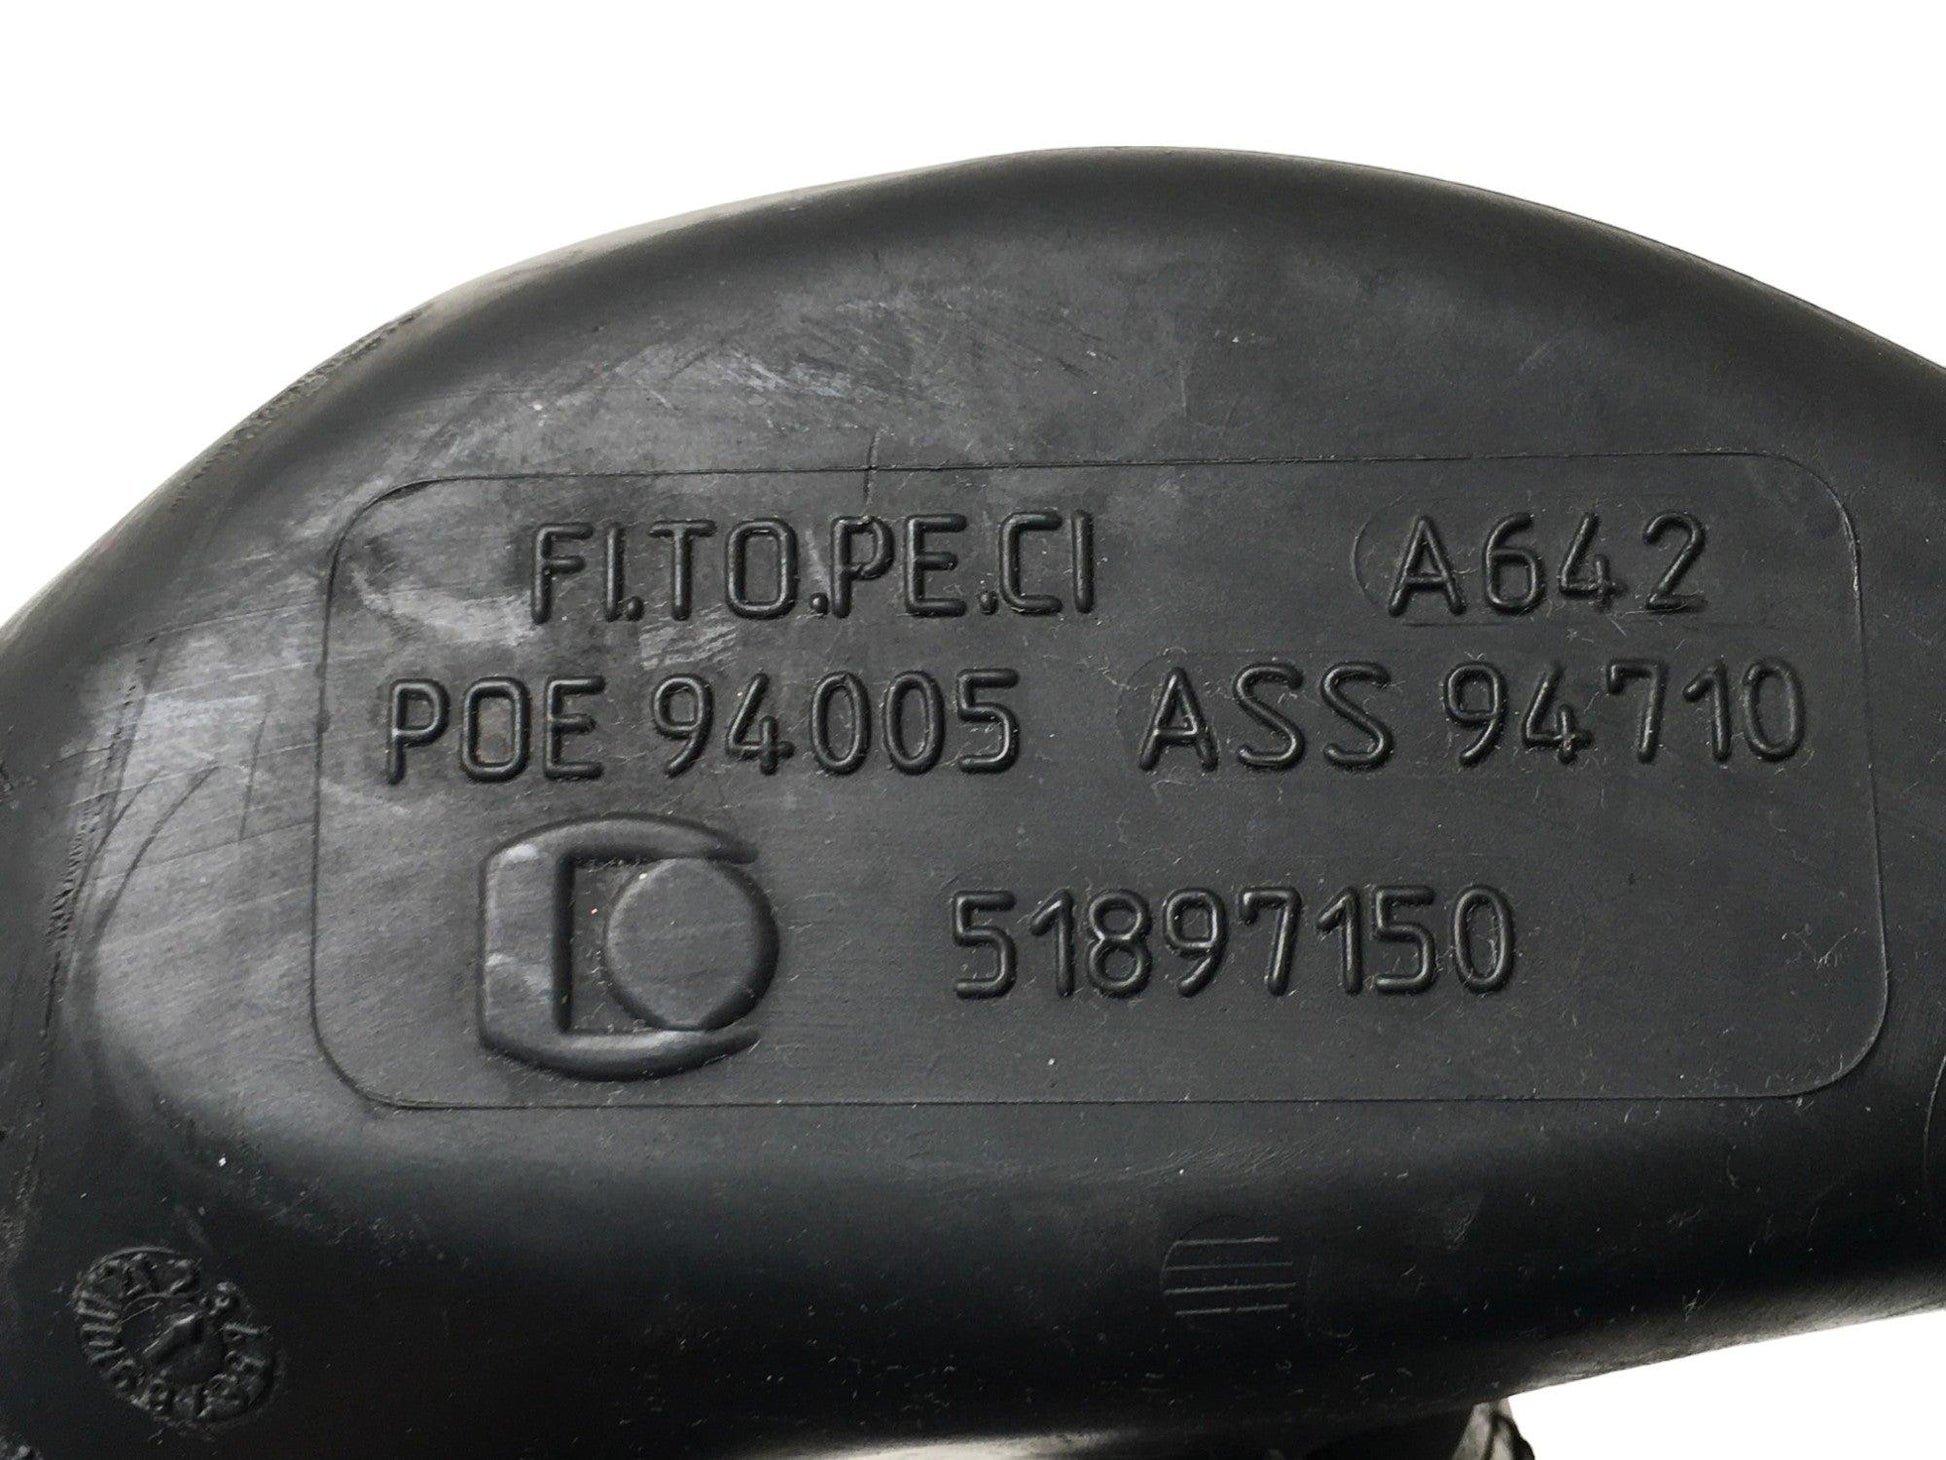 FI.TO.PE.CI A642
POE 94005 ASS 94710
51897150